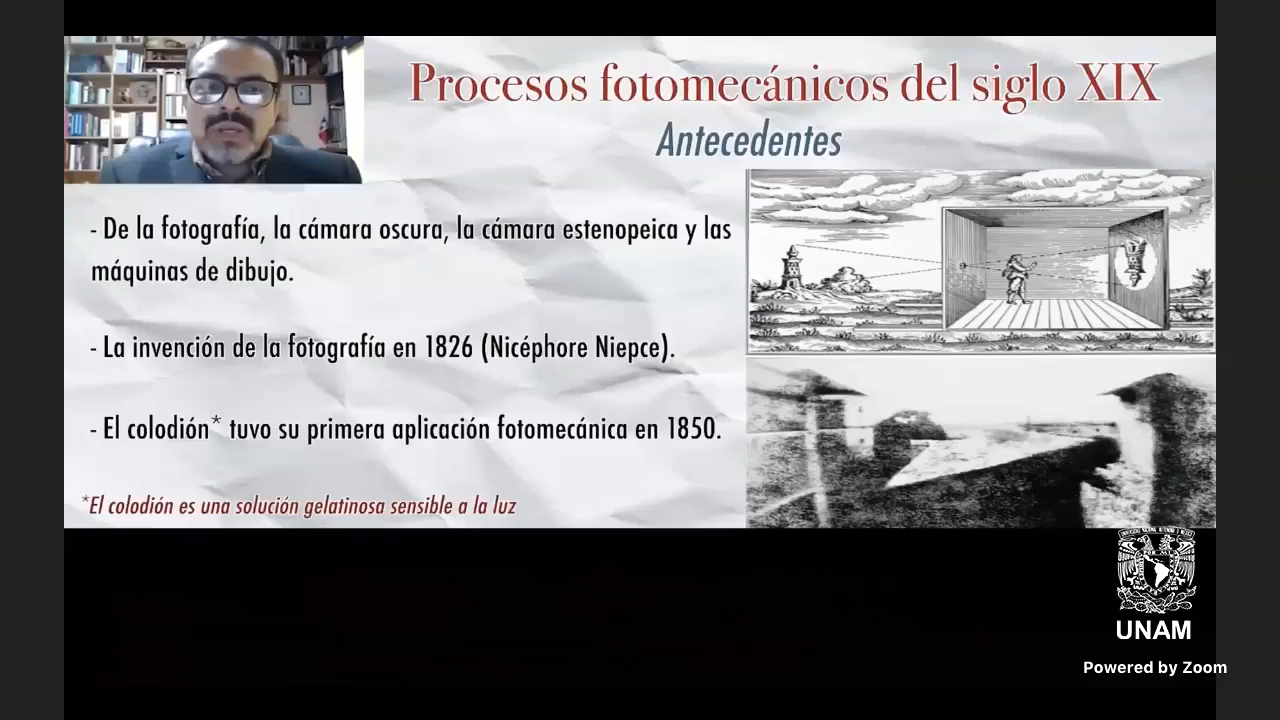 Procesos fotomecánicos del siglo XIX
Antecedentes
- De la fotografía, la cámara oscura, la cámara estenopeica y las
máquinas de dibujo.
- La invención de la fotografía en 1826 (Nicéphore Niepce).
- El colodión* tuvo su primera aplicación fotomecánica en 1850.
*El colodión es una solución gelatinosa sensible a la luz
UNAM
Powered by Zoom